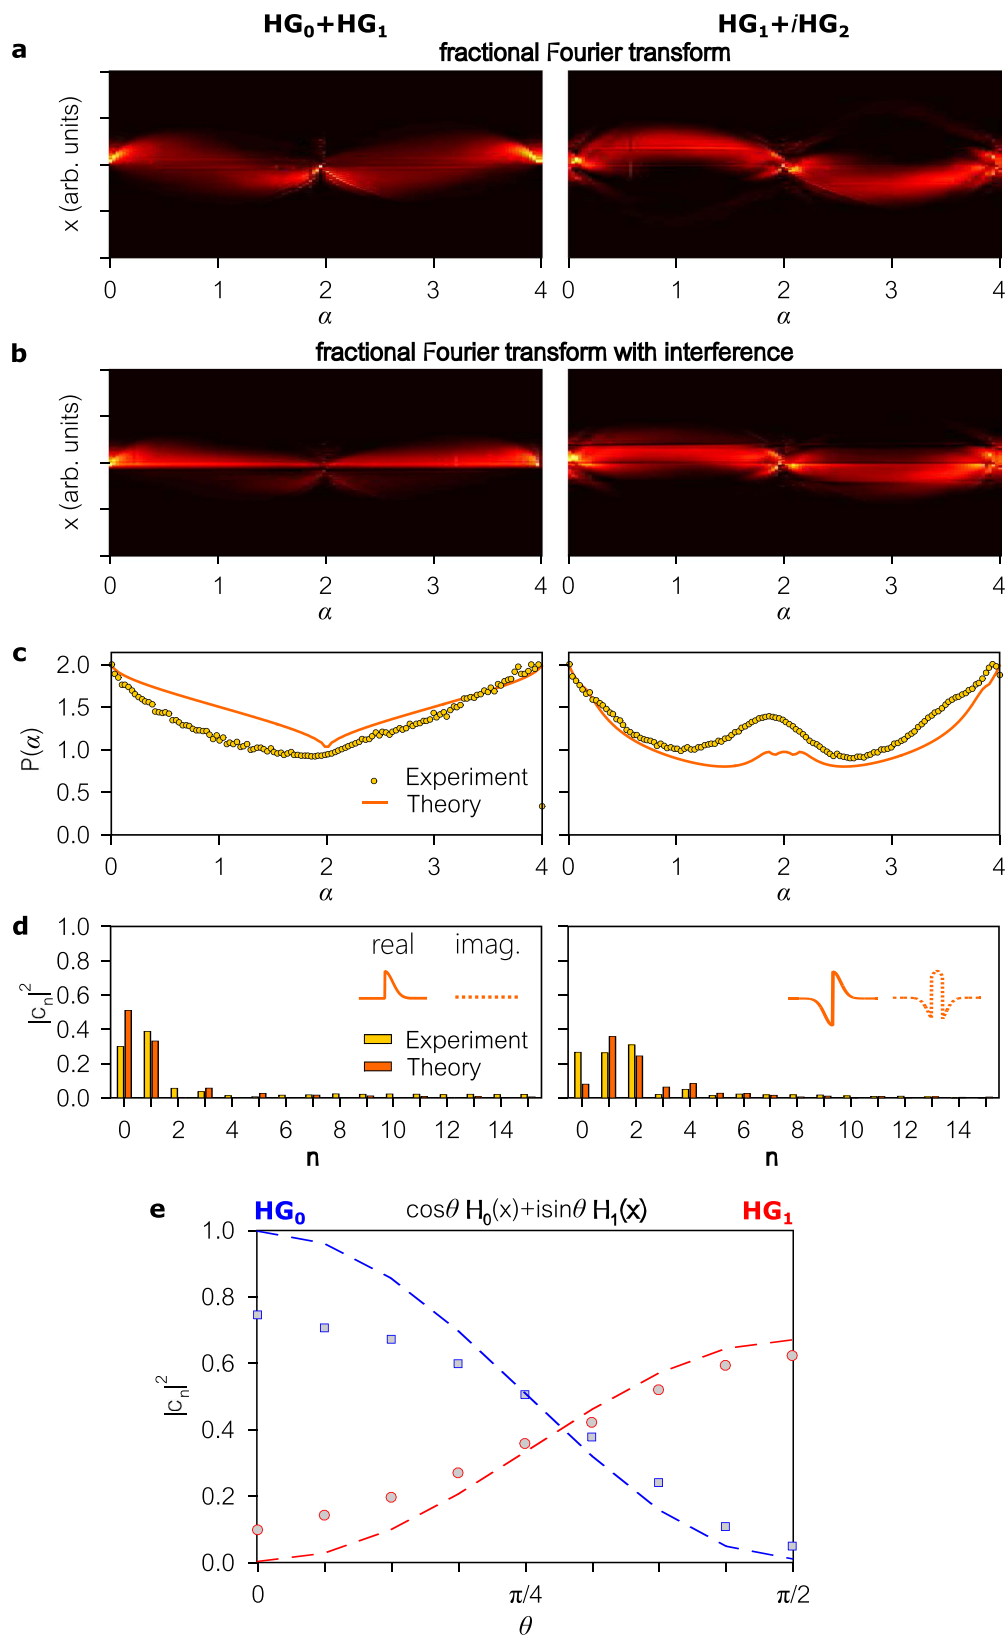 HG₀+HG₁ HG₁+iHG₂
a fractional Fourier transform
x (arb. units)
0 1 2 3 4 0 1 2 3 4
α α
b fractional Fourier transform with interference
x (arb. units)
0 1 2 3 4 0 1 2 3 4
α α
c
P(α)
2.0
1.5
1.0
0.5
0.0
Experiment
Theory
0 1 2 3 4 0 1 2 3 4
α α
d
|cₙ|²
1.0
0.8
0.6
0.4
0.2
0.0
real imag.
Experiment
Theory
0 2 4 6 8 10 12 14 0 2 4 6 8 10 12 14
n n
e HG₀ cosθ H₀(x)+isinθ H₁(x) HG₁
|cₙ|²
1.0
0.8
0.6
0.4
0.2
0.0
0 π/4 π/2
θ